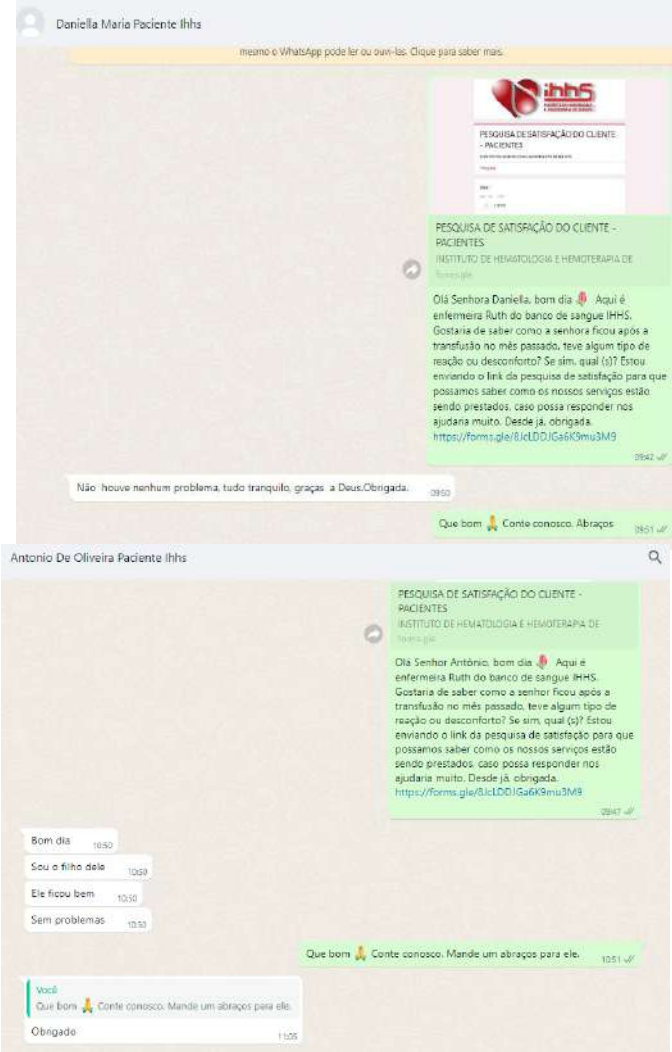 Daniella Maria Paciente Ihhs
mesmo o WhatsApp pode ler ou ouvi-las. Clique para saber mais.
ihhs
PESQUISA DE SATISFAÇÃO DO CLIENTE
- PACIENTES
PESQUISA DE SATISFAÇÃO DO CLIENTE -
PACIENTES
INSTITUTO DE HEMATOLOGIA E HEMOTERAPIA DE
forms.gle
Olá Senhora Daniella, bom dia 🌷 Aqui é
enfermeira Ruth do banco de sangue IHHS.
Gostaria de saber como a senhora ficou após a
transfusão no mês passado, teve algum tipo de
reação ou desconforto? Se sim, qual (s)? Estou
enviando o link da pesquisa de satisfação para que
possamos saber como os nossos serviços estão
sendo prestados, caso possa responder nos
ajudaria muito. Desde já, obrigada.
https://forms.gle/8JcLDDJGa6K9mu3M9
09:42
Não houve nenhum problema, tudo tranquilo, graças a Deus.Obrigada.
09:50
Que bom 🙏 Conte conosco. Abraços
09:51
Antonio De Oliveira Paciente Ihhs
PESQUISA DE SATISFAÇÃO DO CLIENTE -
PACIENTES
INSTITUTO DE HEMATOLOGIA E HEMOTERAPIA DE
forms.gle
Olá Senhor Antônio, bom dia 🌷 Aqui é
enfermeira Ruth do banco de sangue IHHS.
Gostaria de saber como a senhor ficou após a
transfusão no mês passado, teve algum tipo de
reação ou desconforto? Se sim, qual (s)? Estou
enviando o link da pesquisa de satisfação para que
possamos saber como os nossos serviços estão
sendo prestados, caso possa responder nos
ajudaria muito. Desde já, obrigada.
https://forms.gle/8JcLDDJGa6K9mu3M9
09:47
Bom dia 10:50
Sou o filho dele 10:50
Ele ficou bem 10:50
Sem problemas 10:50
Que bom 🙏 Conte conosco. Mande um abraços para ele. 10:51
Você
Que bom 🙏 Conte conosco. Mande um abraços para ele.
Obrigado 11:05